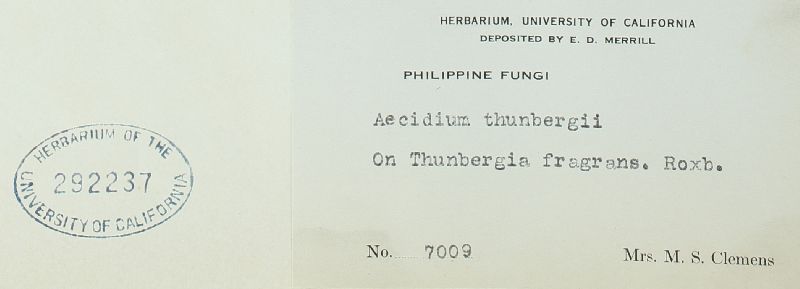 HERBARIUM, UNIVERSITY OF CALIFORNIA
DEPOSITED BY E. D. MERRILL
PHILIPPINE FUNGI
Aecidium thunbergii
On Thunbergia fragrans. Roxb.
No. 7009
Mrs. M. S. Clemens
HERBARIUM OF THE
292237
UNIVERSITY OF CALIFORNIA